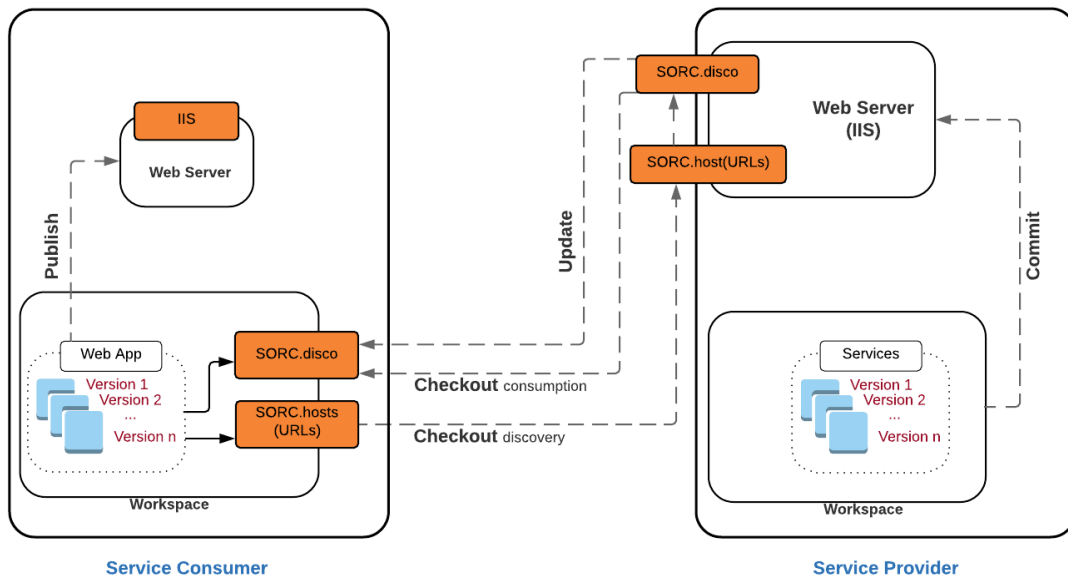 IIS
Web Server
Publish
Web App
Version 1
Version 2
...
Version n
SORC.disco
SORC.hosts
(URLs)
Workspace
Service Consumer
Update
Checkout consumption
Checkout discovery
SORC.disco
Web Server
(IIS)
SORC.host(URLs)
Commit
Services
Version 1
Version 2
...
Version n
Workspace
Service Provider